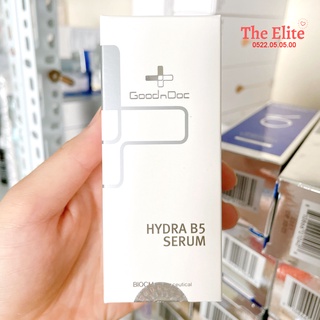 The Elite
0522.05.05.00
GoodnDoc
HYDRA B5
SERUM